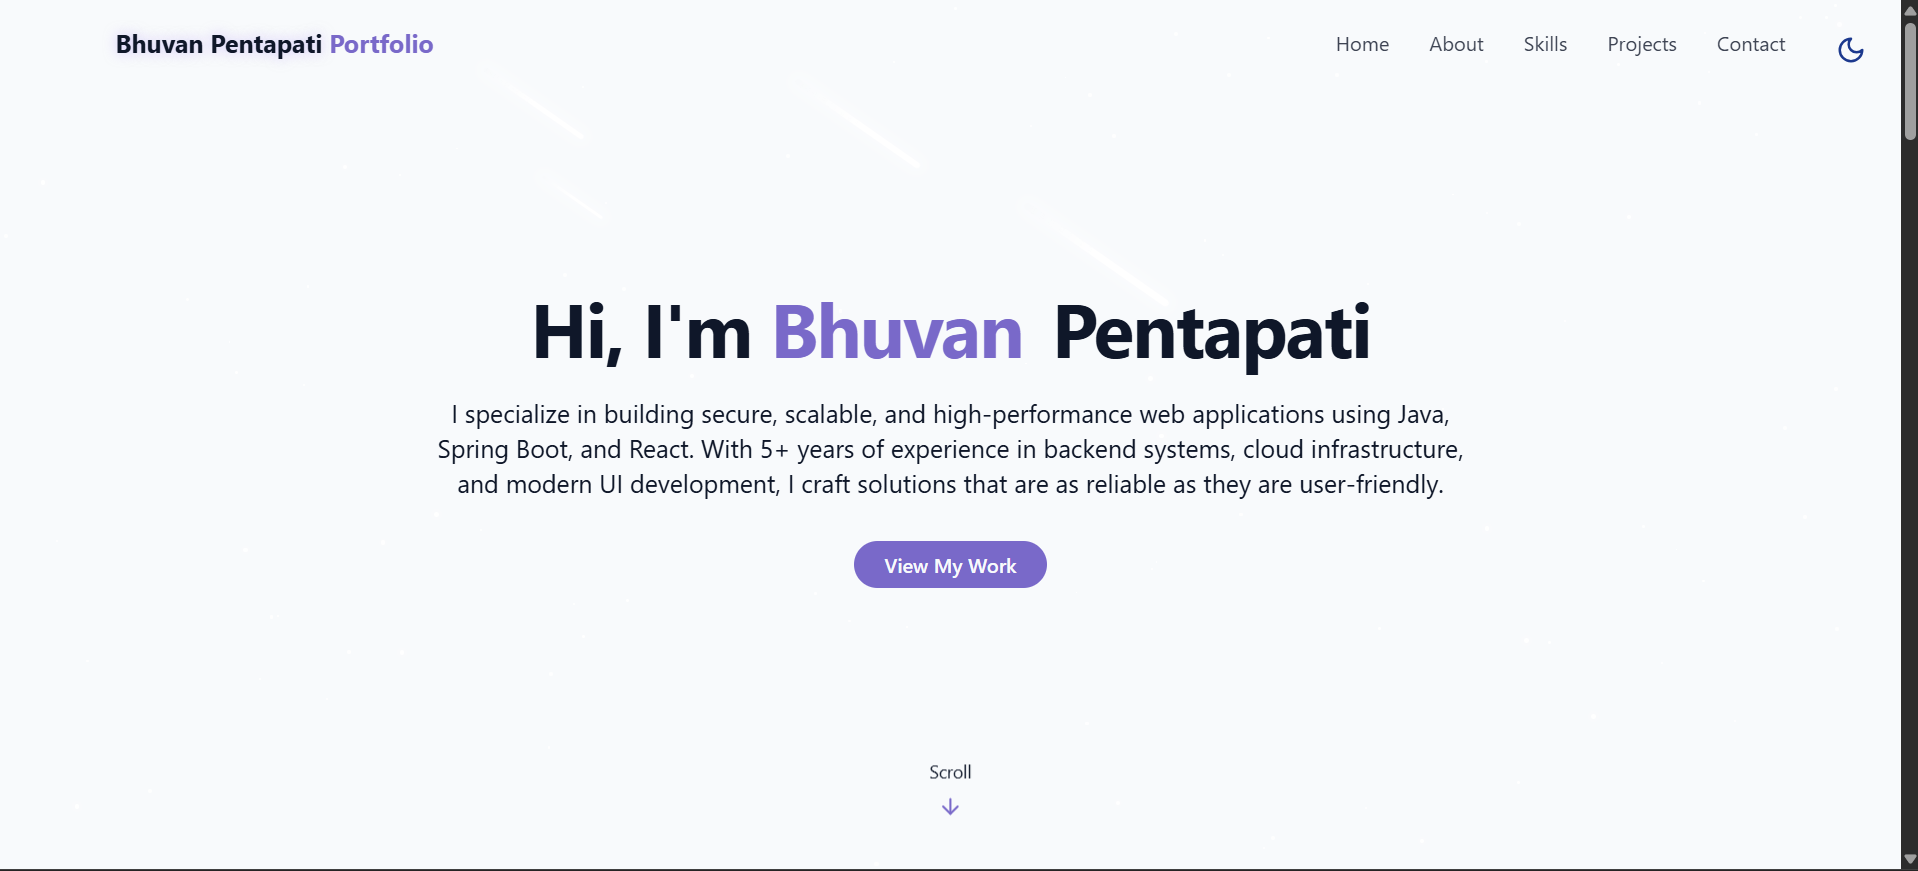 Bhuvan Pentapati Portfolio
Home About Skills Projects Contact
Hi, I'm Bhuvan Pentapati
I specialize in building secure, scalable, and high-performance web applications using Java,
Spring Boot, and React. With 5+ years of experience in backend systems, cloud infrastructure,
and modern UI development, I craft solutions that are as reliable as they are user-friendly.
View My Work
Scroll